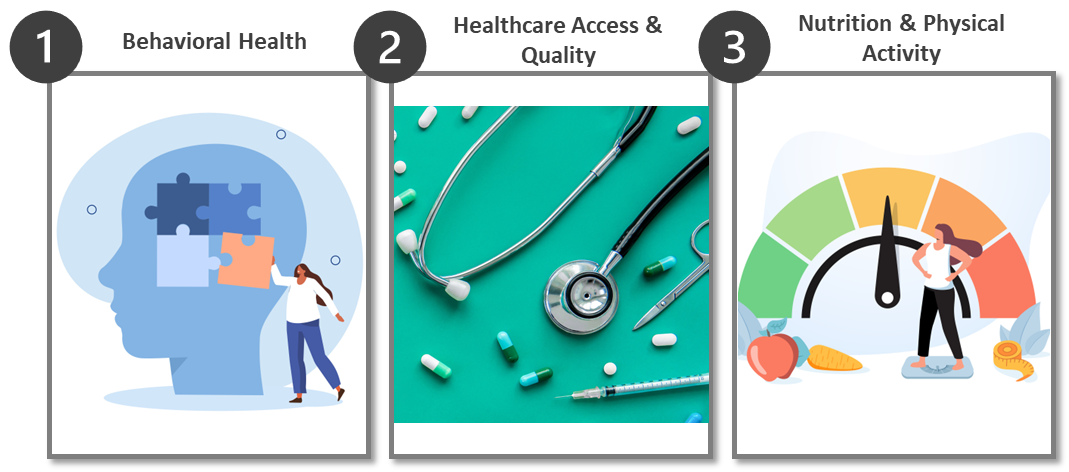 1
Behavioral Health
2
Healthcare Access &
Quality
3
Nutrition & Physical
Activity